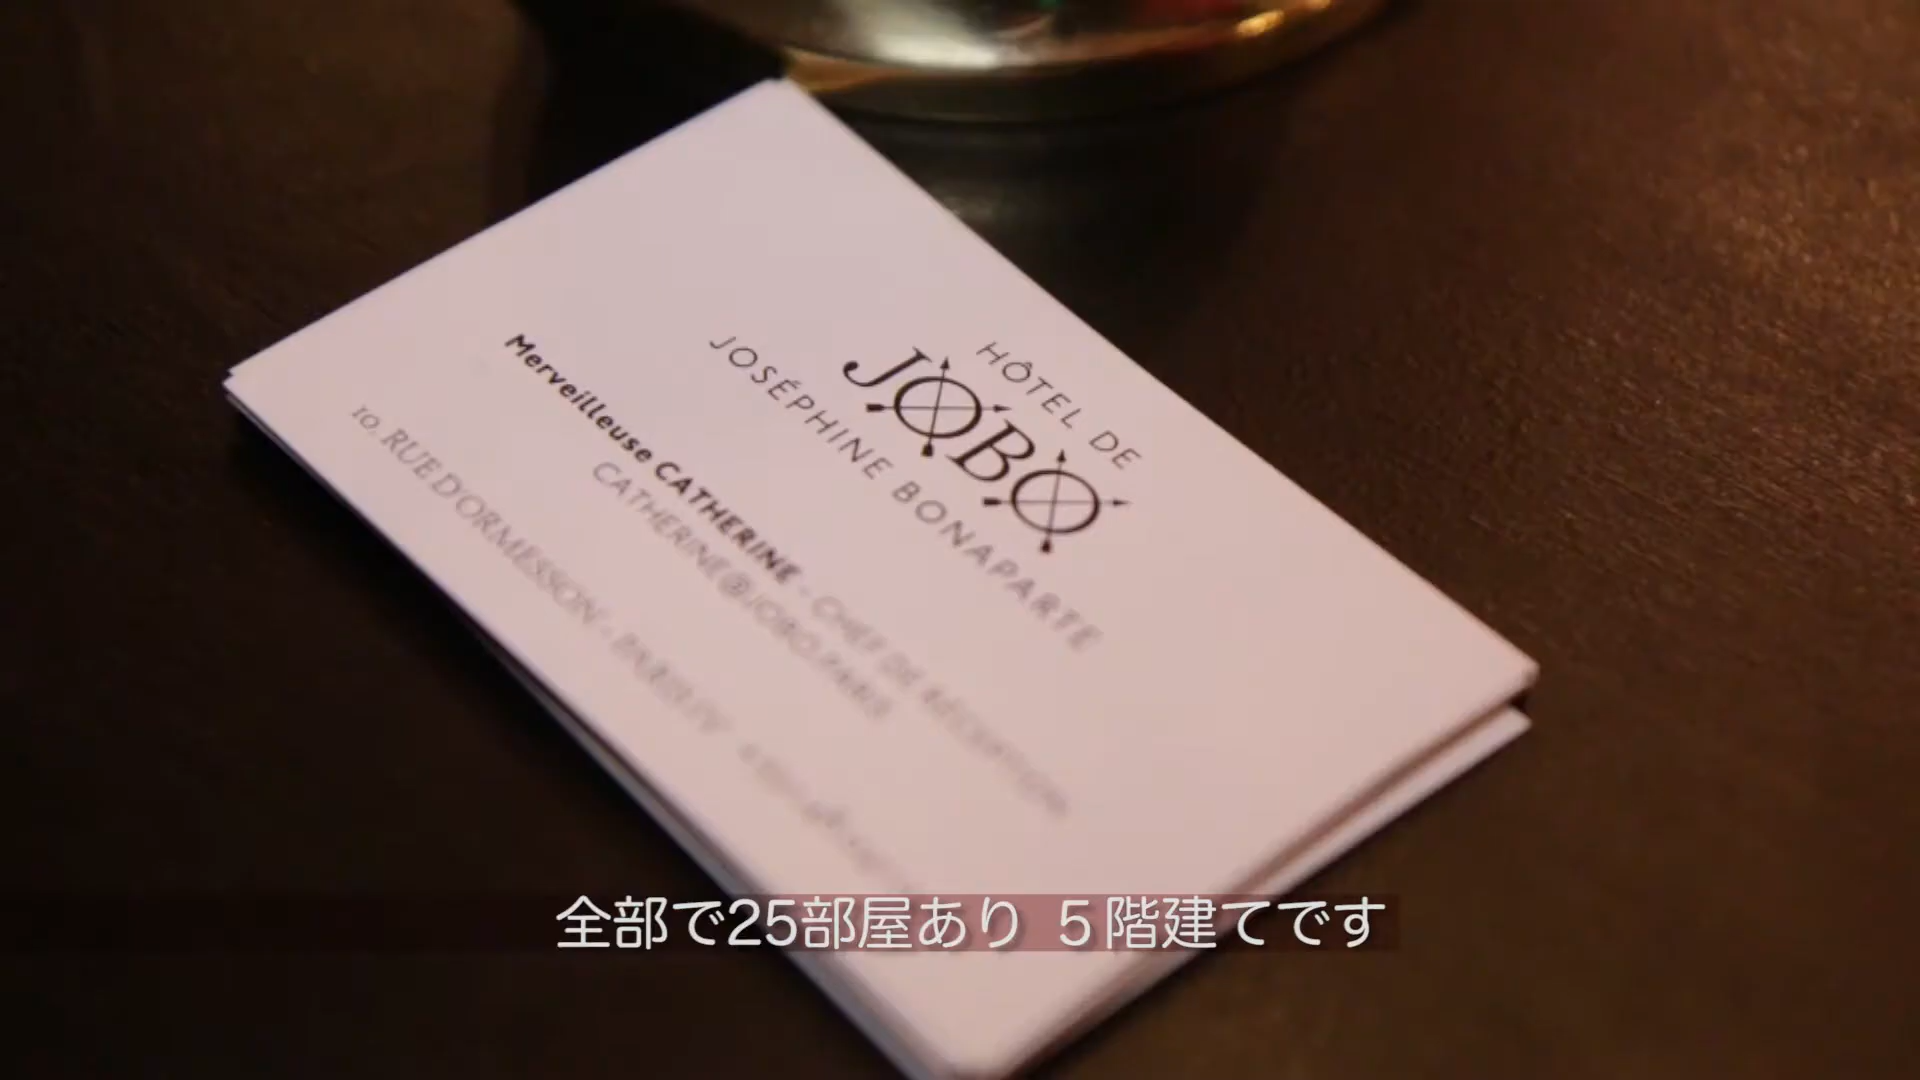 HÔTEL DE
JOBO
JOSÉPHINE BONAPARTE
Merveilleuse CATHERINE - CHEF DE RÉCEPTION
CATHERINE@JOBO.PARIS
10, RUE D'ORMESSON - PARIS IV
全部で25部屋あり ５階建てです